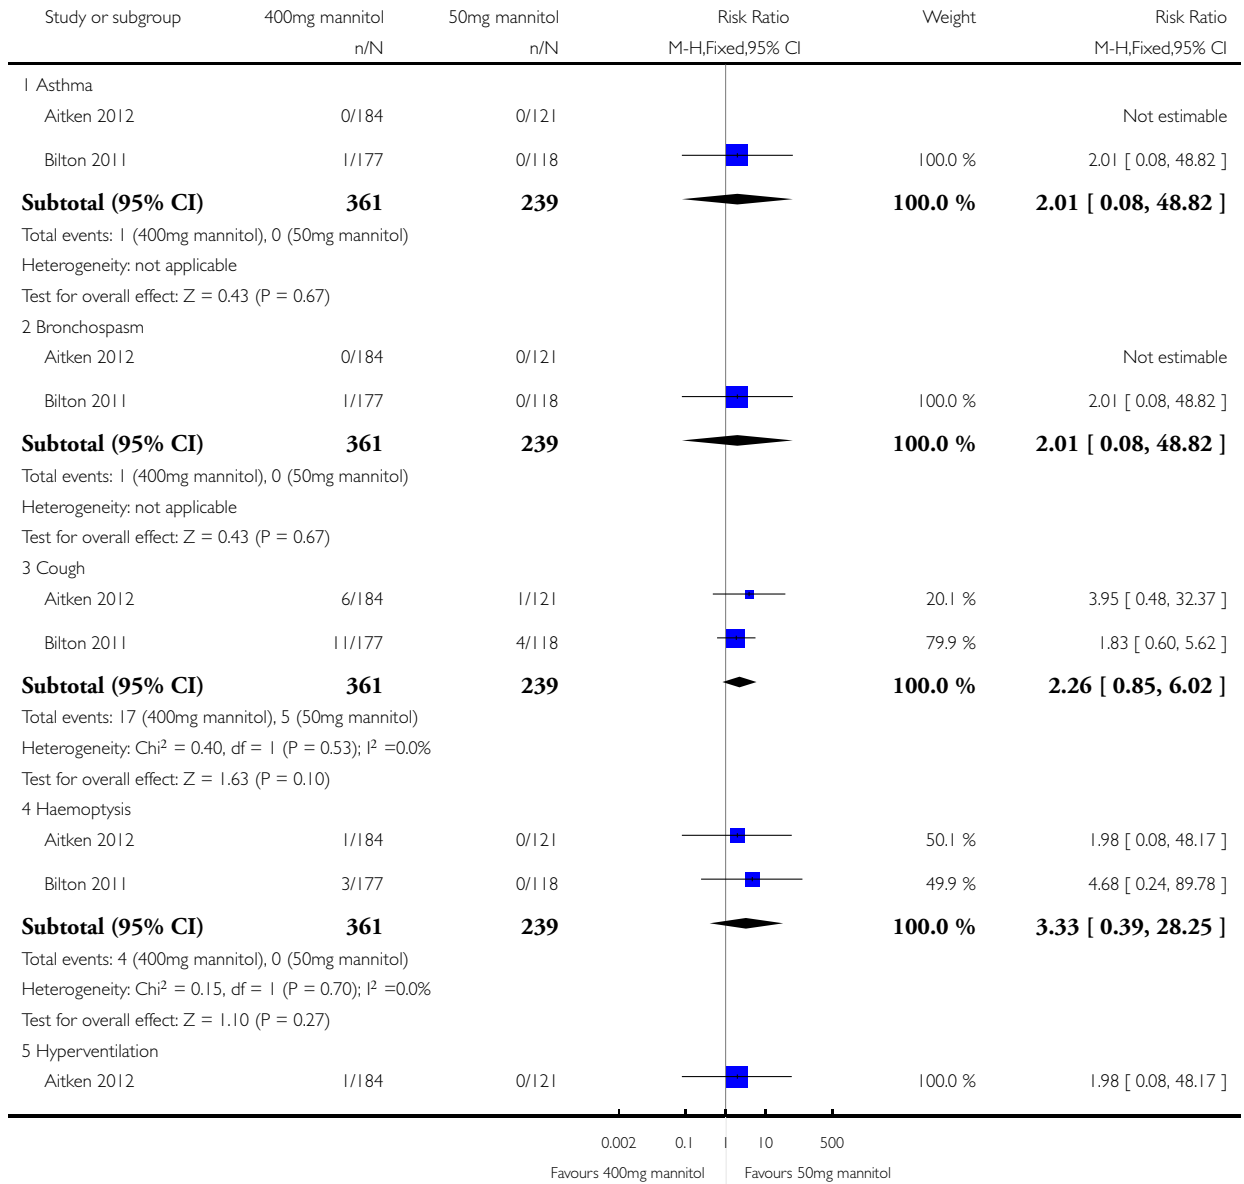 Study or subgroup 400mg mannitol 50mg mannitol Risk Ratio Weight Risk Ratio
n/N n/N M-H,Fixed,95% CI M-H,Fixed,95% CI
1 Asthma
Aitken 2012 0/184 0/121 Not estimable
Bilton 2011 1/177 0/118 100.0 % 2.01 [ 0.08, 48.82 ]
Subtotal (95% CI) 361 239 100.0 % 2.01 [ 0.08, 48.82 ]
Total events: 1 (400mg mannitol), 0 (50mg mannitol)
Heterogeneity: not applicable
Test for overall effect: Z = 0.43 (P = 0.67)
2 Bronchospasm
Aitken 2012 0/184 0/121 Not estimable
Bilton 2011 1/177 0/118 100.0 % 2.01 [ 0.08, 48.82 ]
Subtotal (95% CI) 361 239 100.0 % 2.01 [ 0.08, 48.82 ]
Total events: 1 (400mg mannitol), 0 (50mg mannitol)
Heterogeneity: not applicable
Test for overall effect: Z = 0.43 (P = 0.67)
3 Cough
Aitken 2012 6/184 1/121 20.1 % 3.95 [ 0.48, 32.37 ]
Bilton 2011 11/177 4/118 79.9 % 1.83 [ 0.60, 5.62 ]
Subtotal (95% CI) 361 239 100.0 % 2.26 [ 0.85, 6.02 ]
Total events: 17 (400mg mannitol), 5 (50mg mannitol)
Heterogeneity: Chi² = 0.40, df = 1 (P = 0.53); I² =0.0%
Test for overall effect: Z = 1.63 (P = 0.10)
4 Haemoptysis
Aitken 2012 1/184 0/121 50.1 % 1.98 [ 0.08, 48.17 ]
Bilton 2011 3/177 0/118 49.9 % 4.68 [ 0.24, 89.78 ]
Subtotal (95% CI) 361 239 100.0 % 3.33 [ 0.39, 28.25 ]
Total events: 4 (400mg mannitol), 0 (50mg mannitol)
Heterogeneity: Chi² = 0.15, df = 1 (P = 0.70); I² =0.0%
Test for overall effect: Z = 1.10 (P = 0.27)
5 Hyperventilation
Aitken 2012 1/184 0/121 100.0 % 1.98 [ 0.08, 48.17 ]
0.002 0.1 1 10 500
Favours 400mg mannitol Favours 50mg mannitol